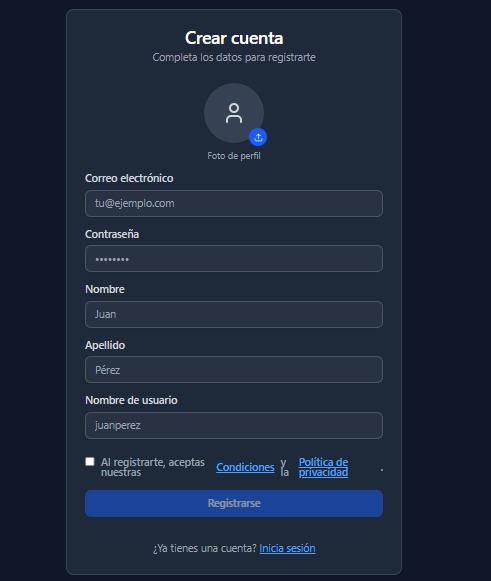 Crear cuenta
Completa los datos para registrarte
Foto de perfil
Correo electrónico
tu@ejemplo.com
Contraseña
••••••••
Nombre
Juan
Apellido
Pérez
Nombre de usuario
juanperez
Al registrarte, aceptas nuestras Condiciones y la Política de privacidad.
Registrarse
¿Ya tienes una cuenta? Inicia sesión